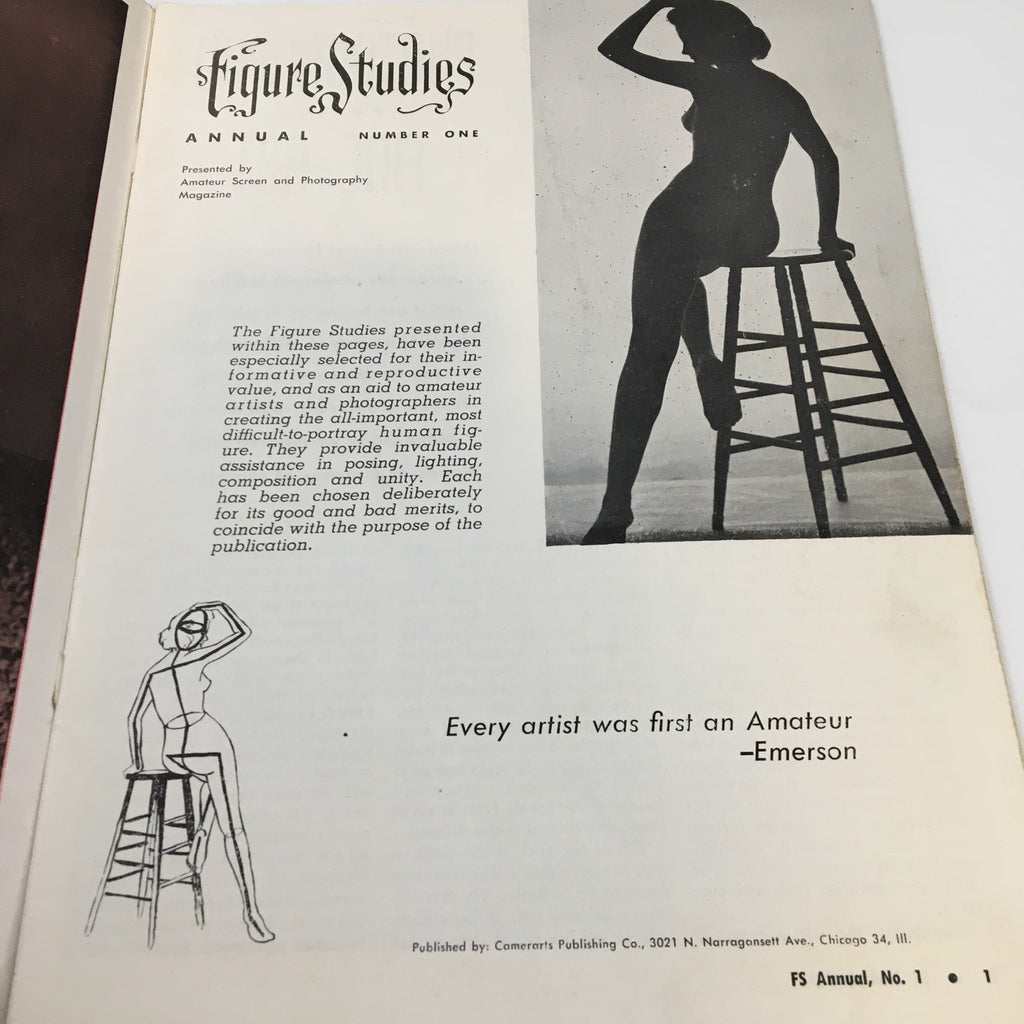 Figure Studies
ANNUAL NUMBER ONE
Presented by
Amateur Screen and Photography
Magazine
The Figure Studies presented
within these pages, have been
especially selected for their in-
formative and reproductive
value, and as an aid to amateur
artists and photographers in
creating the all-important, most
difficult-to-portray human fig-
ure. They provide invaluable
assistance in posing, lighting,
composition and unity. Each
has been chosen deliberately
for its good and bad merits, to
coincide with the purpose of the
publication.
Every artist was first an Amateur
–Emerson
Published by: Camerarts Publishing Co., 3021 N. Narragansett Ave., Chicago 34, Ill.
FS Annual, No. 1 • 1